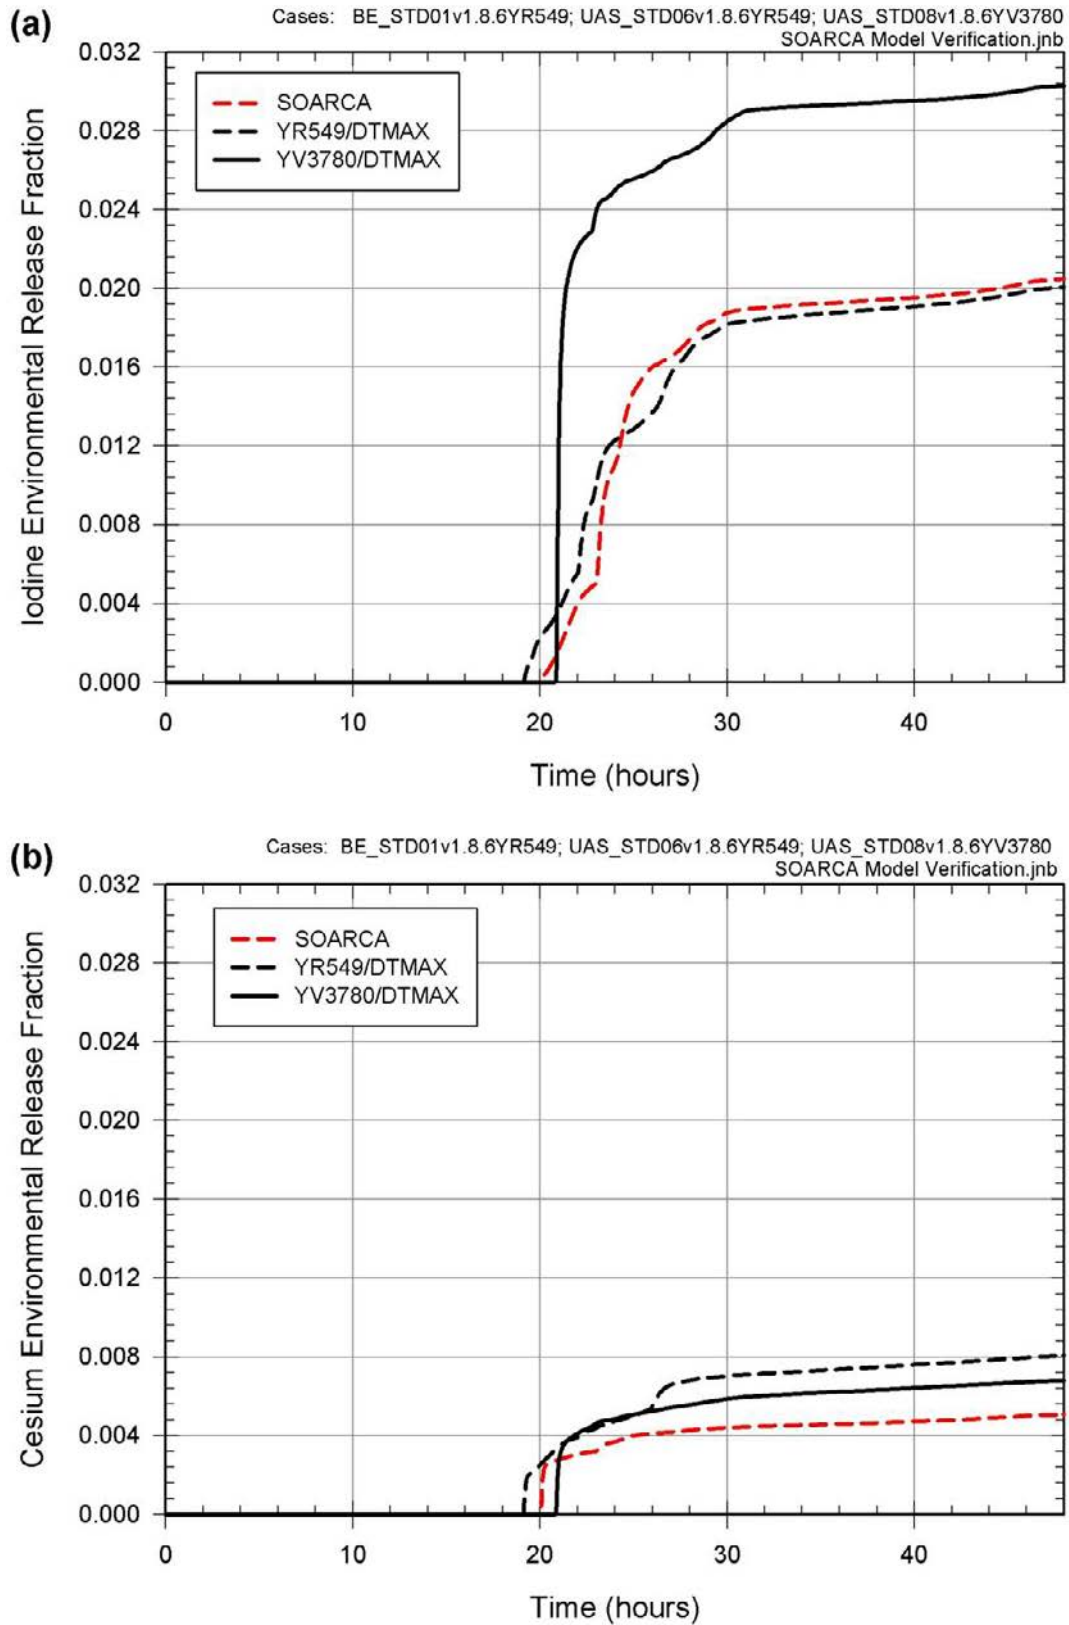 (a)
Cases: BE_STD01v1.8.6YR549; UAS_STD06v1.8.6YR549; UAS_STD08v1.8.6YV3780
SOARCA Model Verification.jnb
0.032
0.028
0.024
0.020
0.016
0.012
0.008
0.004
0.000
Iodine Environmental Release Fraction
SOARCA
YR549/DTMAX
YV3780/DTMAX
0
10
20
30
40
Time (hours)
(b)
Cases: BE_STD01v1.8.6YR549; UAS_STD06v1.8.6YR549; UAS_STD08v1.8.6YV3780
SOARCA Model Verification.jnb
0.032
0.028
0.024
0.020
0.016
0.012
0.008
0.004
0.000
Cesium Environmental Release Fraction
SOARCA
YR549/DTMAX
YV3780/DTMAX
0
10
20
30
40
Time (hours)